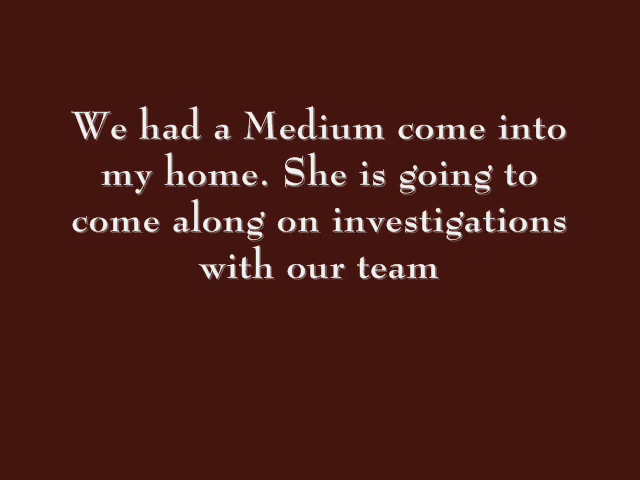 We had a Medium come into
my home. She is going to
come along on investigations
with our team